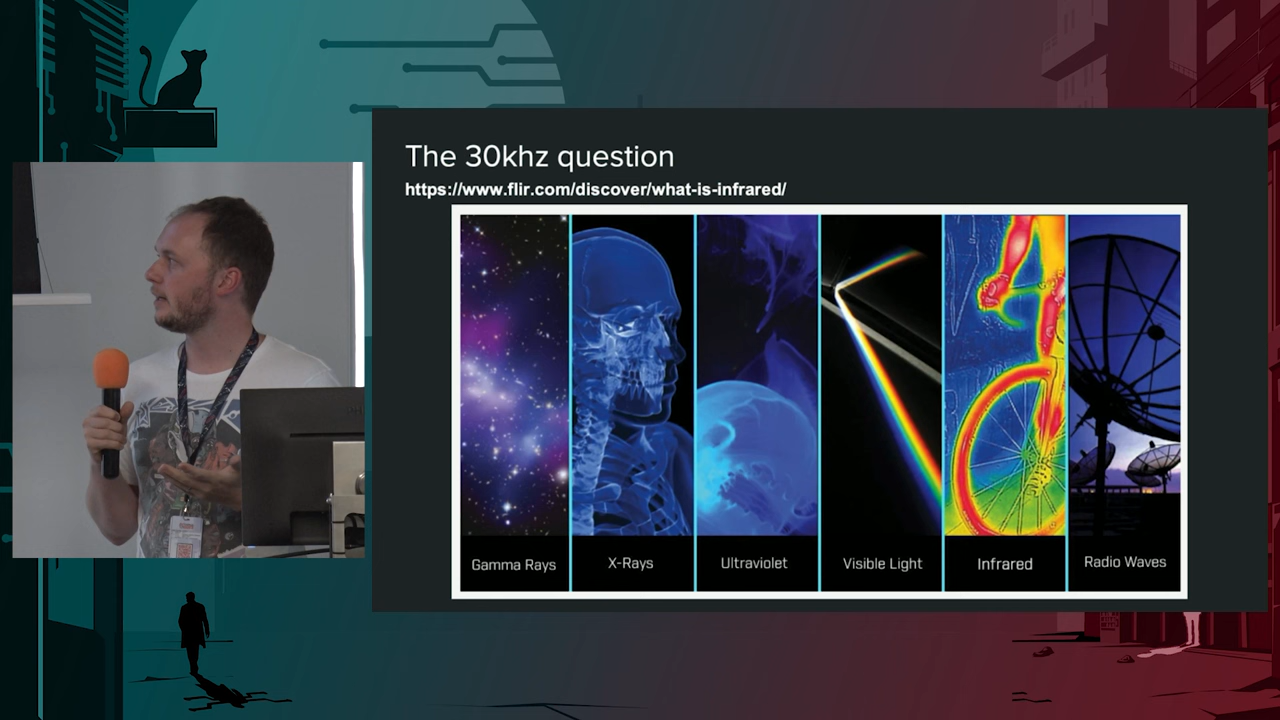 The 30khz question
https://www.flir.com/discover/what-is-infrared/
Gamma Rays
X-Rays
Ultraviolet
Visible Light
Infrared
Radio Waves